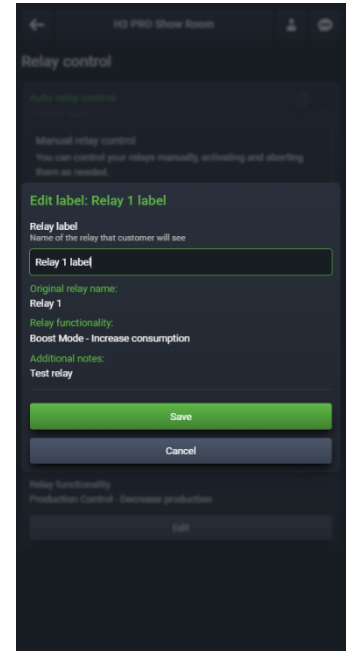 H3 PRO Show Room
Relay control
Auto relay control
Manual relay control
You can control your relays manually, activating and aborting
them as needed.
Edit label: Relay 1 label
Relay label
Name of the relay that customer will see
Relay 1 label
Original relay name:
Relay 1
Relay functionality:
Boost Mode - Increase consumption
Additional notes:
Test relay
Save
Cancel
Relay functionality
Production Control - Decrease production
Edit